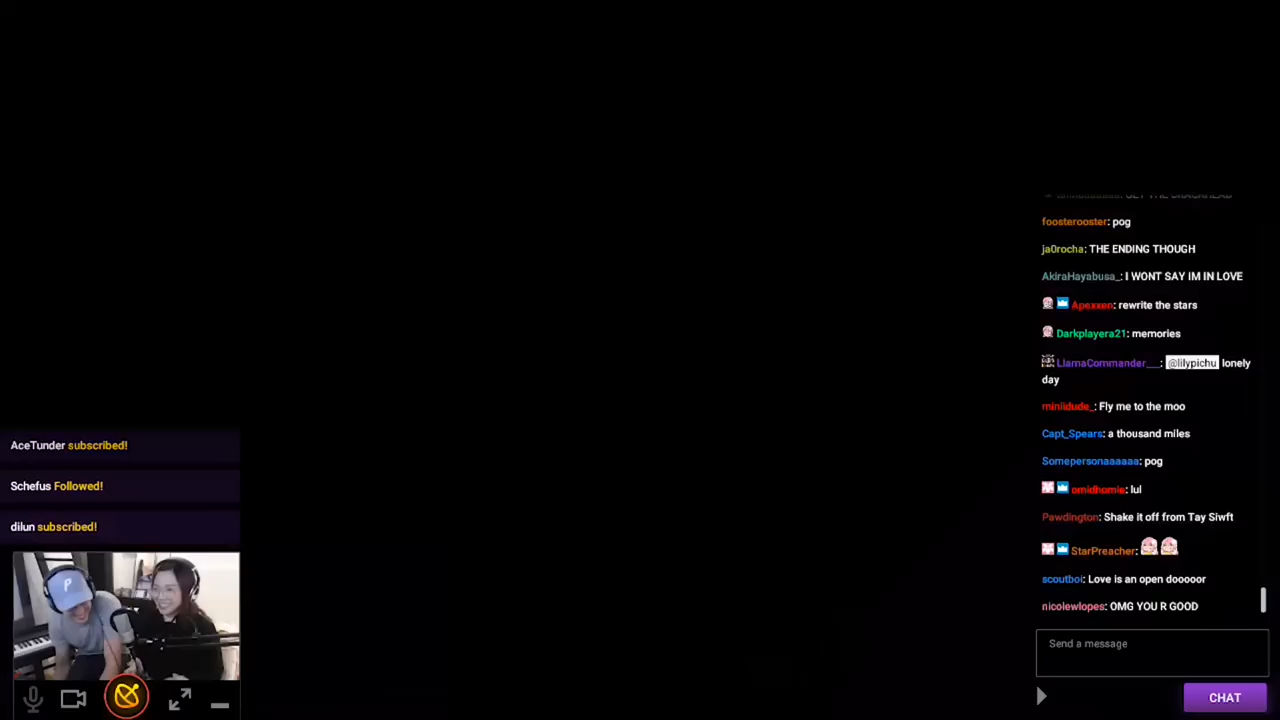 foosterooster: pog
ja0rocha: THE ENDING THOUGH
AkiraHayabusa_: I WONT SAY IM IN LOVE
Apexxen: rewrite the stars
Darkplayera21: memories
LlamaCommander__: @lilypichu lonely
day
miniidude_: Fly me to the moo
Capt_Spears: a thousand miles
Somepersonaaaaaa: pog
omidhomie: lul
Pawdington: Shake it off from Tay Siwft
StarPreacher:
scoutboi: Love is an open dooooor
nicolewlopes: OMG YOU R GOOD
Send a message
CHAT
AceTunder subscribed!
Schefus Followed!
dilun subscribed!
P